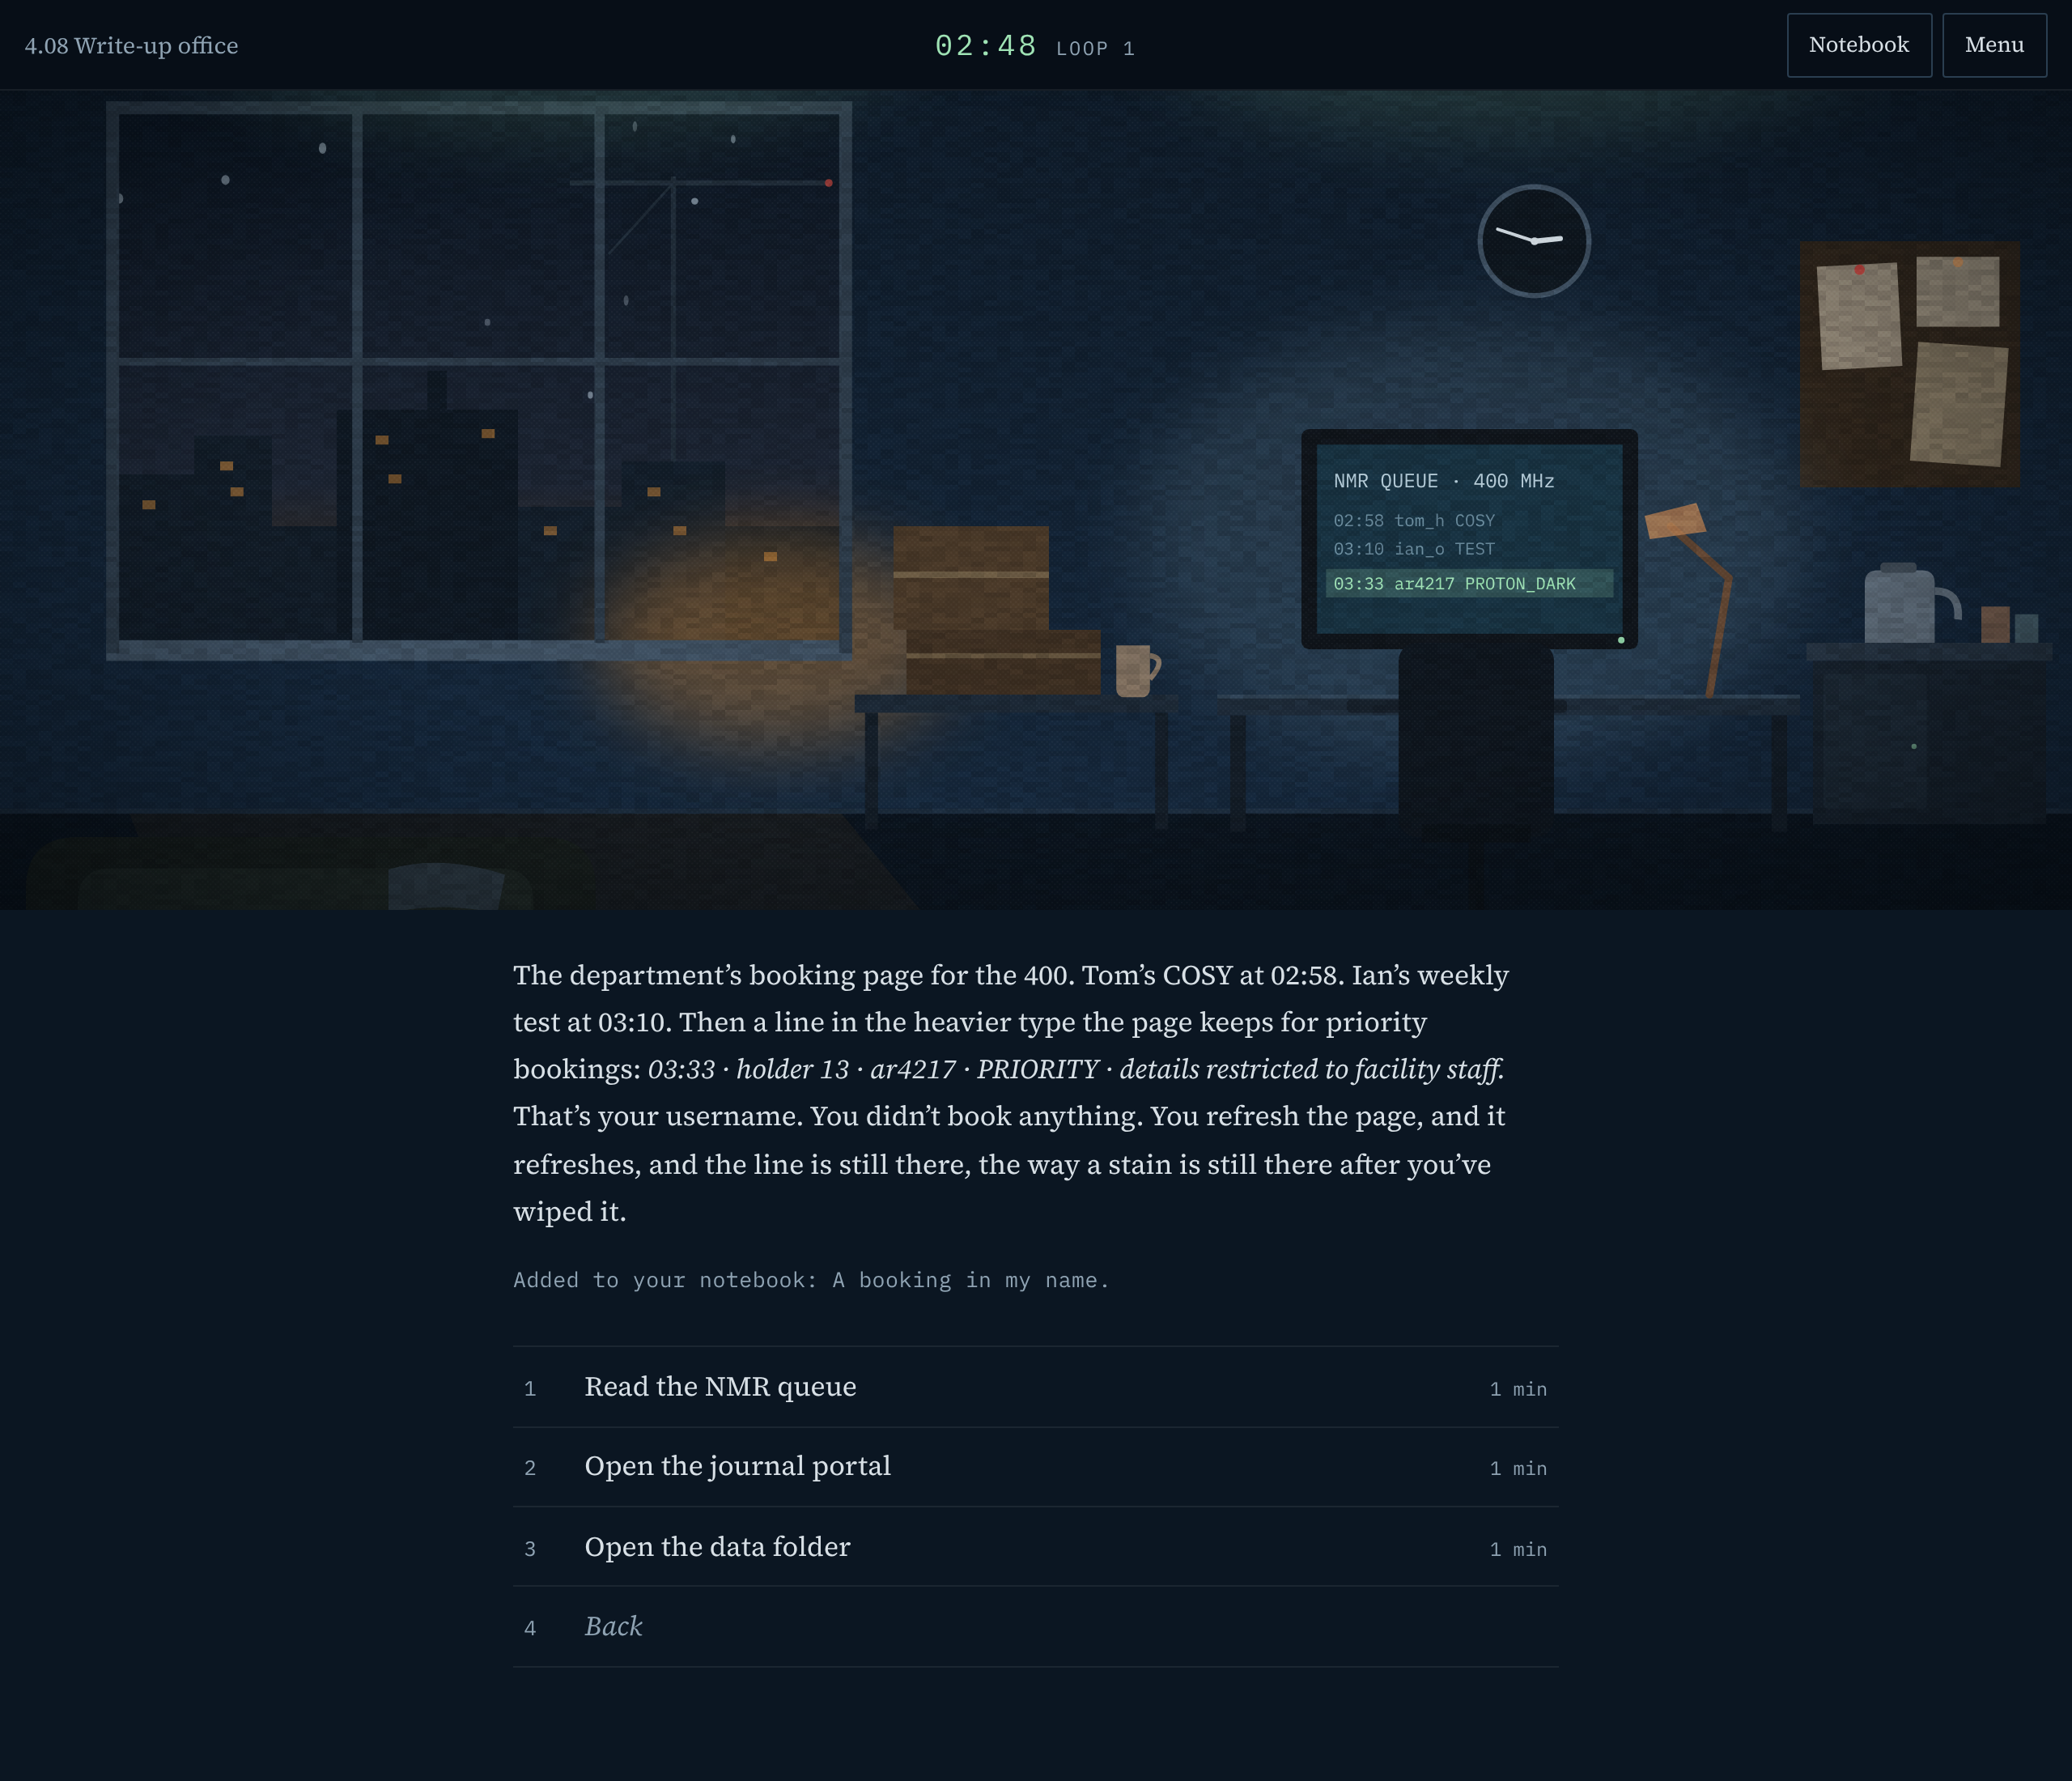 4.08 Write-up office
02:48 LOOP 1
Notebook
Menu
NMR QUEUE · 400 MHz
02:58 tom_h COSY
03:10 ian_o TEST
03:33 ar4217 PROTON_DARK
The department’s booking page for the 400. Tom’s COSY at 02:58. Ian’s weekly
test at 03:10. Then a line in the heavier type the page keeps for priority
bookings: 03:33 · holder 13 · ar4217 · PRIORITY · details restricted to facility staff.
That’s your username. You didn’t book anything. You refresh the page, and it
refreshes, and the line is still there, the way a stain is still there after you’ve
wiped it.
Added to your notebook: A booking in my name.
1 Read the NMR queue 1 min
2 Open the journal portal 1 min
3 Open the data folder 1 min
4 Back